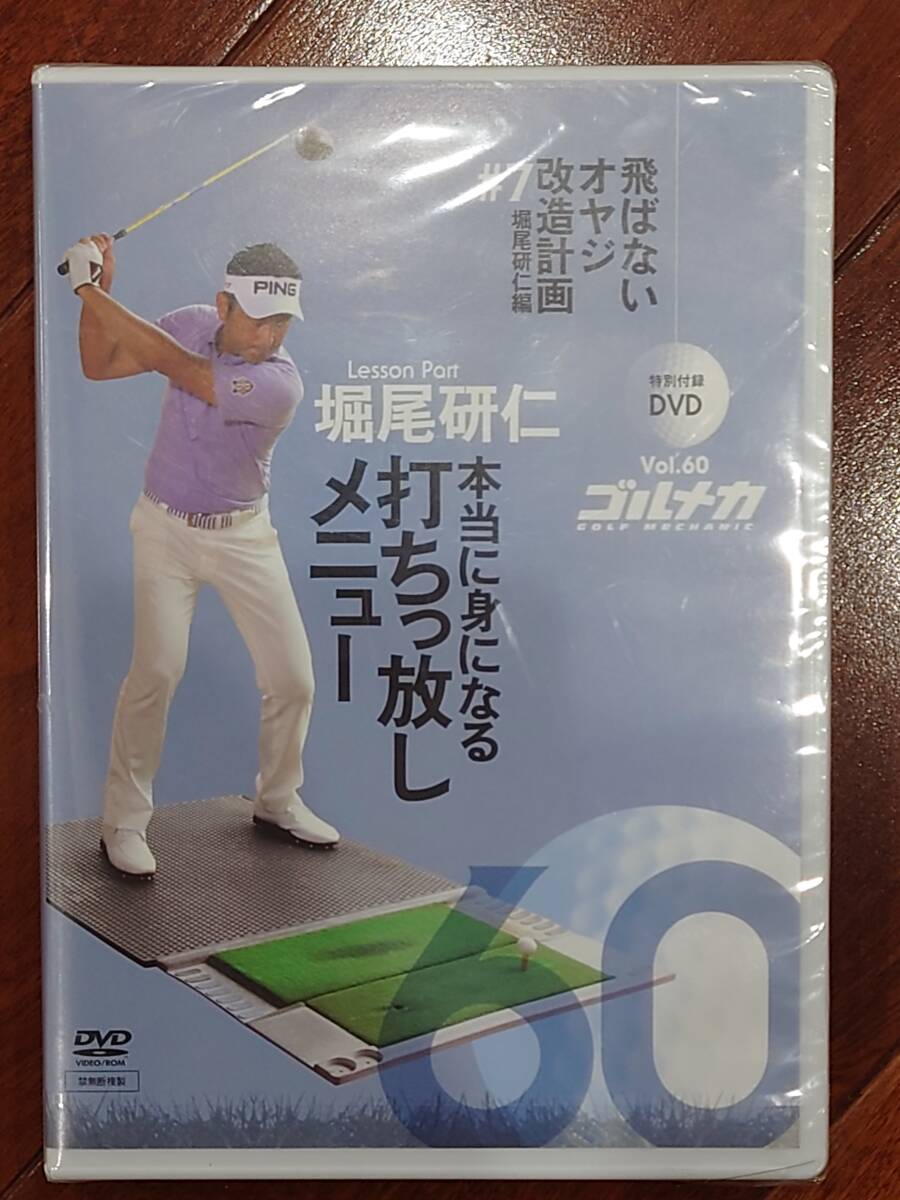 飛ばない
オヤジ
改造計画
#7
堀尾研仁編
PING
Lesson Part
堀尾研仁
本当に身になる
打ちっ放し
メニュー
特別付録
DVD
Vol.60
ゴルメカ
GOLF MECHANIC
60
DVD
VIDEO/ROM
禁無断複製